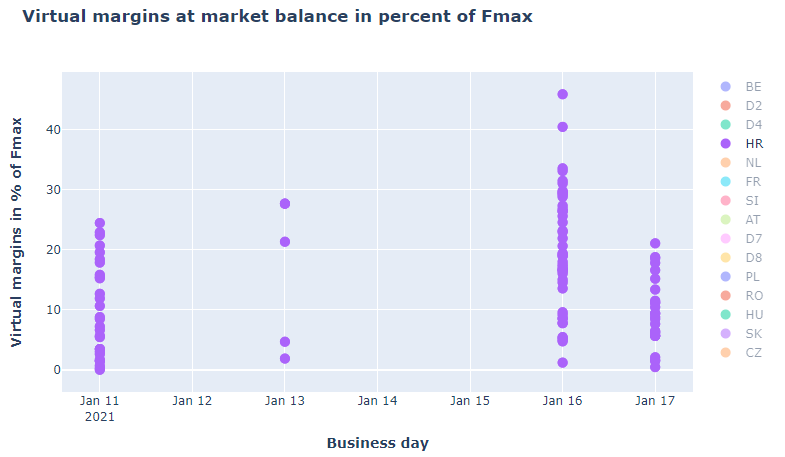 Virtual margins at market balance in percent of Fmax
Virtual margins in % of Fmax
40
30
20
10
0
Jan 11
2021
Jan 12
Jan 13
Jan 14
Jan 15
Jan 16
Jan 17
Business day
BE
D2
D4
HR
NL
FR
SI
AT
D7
D8
PL
RO
HU
SK
CZ